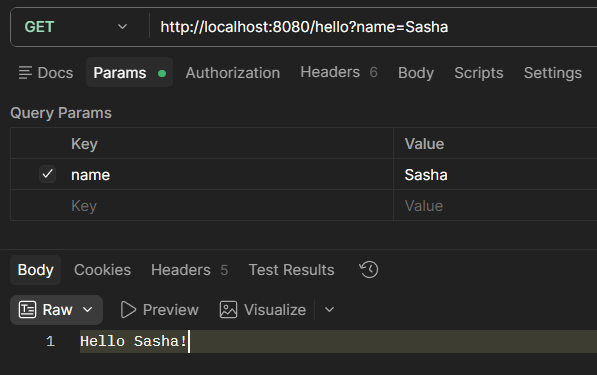 GET http://localhost:8080/hello?name=Sasha
Docs Params Authorization Headers 6 Body Scripts Settings
Query Params
Key Value
name Sasha
Key Value
Body Cookies Headers 5 Test Results
Raw Preview Visualize
1 Hello Sasha!